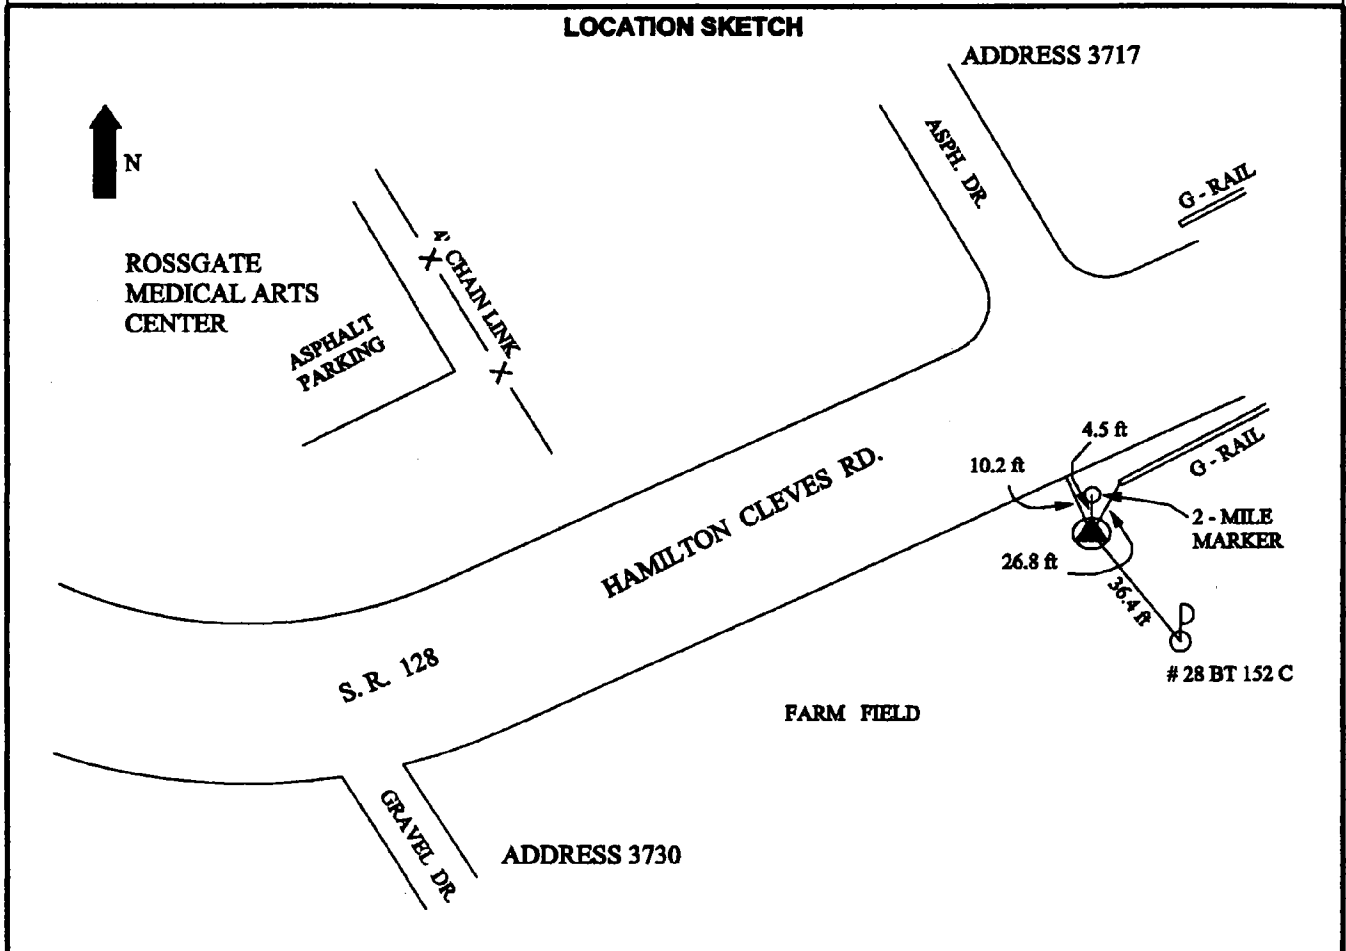 LOCATION SKETCH
ADDRESS 3717
N
ASPH. DR.
G - RAIL
ROSSGATE
MEDICAL ARTS
CENTER
4' CHAIN LINK
ASPHALT
PARKING
4.5 ft
10.2 ft
G - RAIL
HAMILTON CLEVES RD.
2 - MILE
MARKER
26.8 ft
36.4 ft
S. R. 128
# 28 BT 152 C
FARM FIELD
GRAVEL DR.
ADDRESS 3730